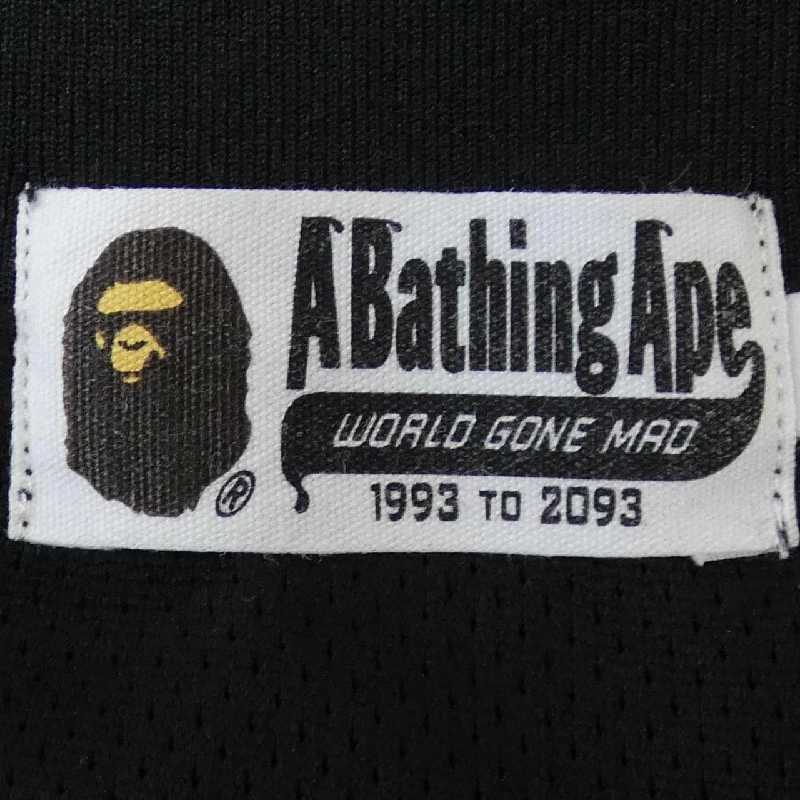 A Bathing Ape
WORLD GONE MAD
®
1993 TO 2093